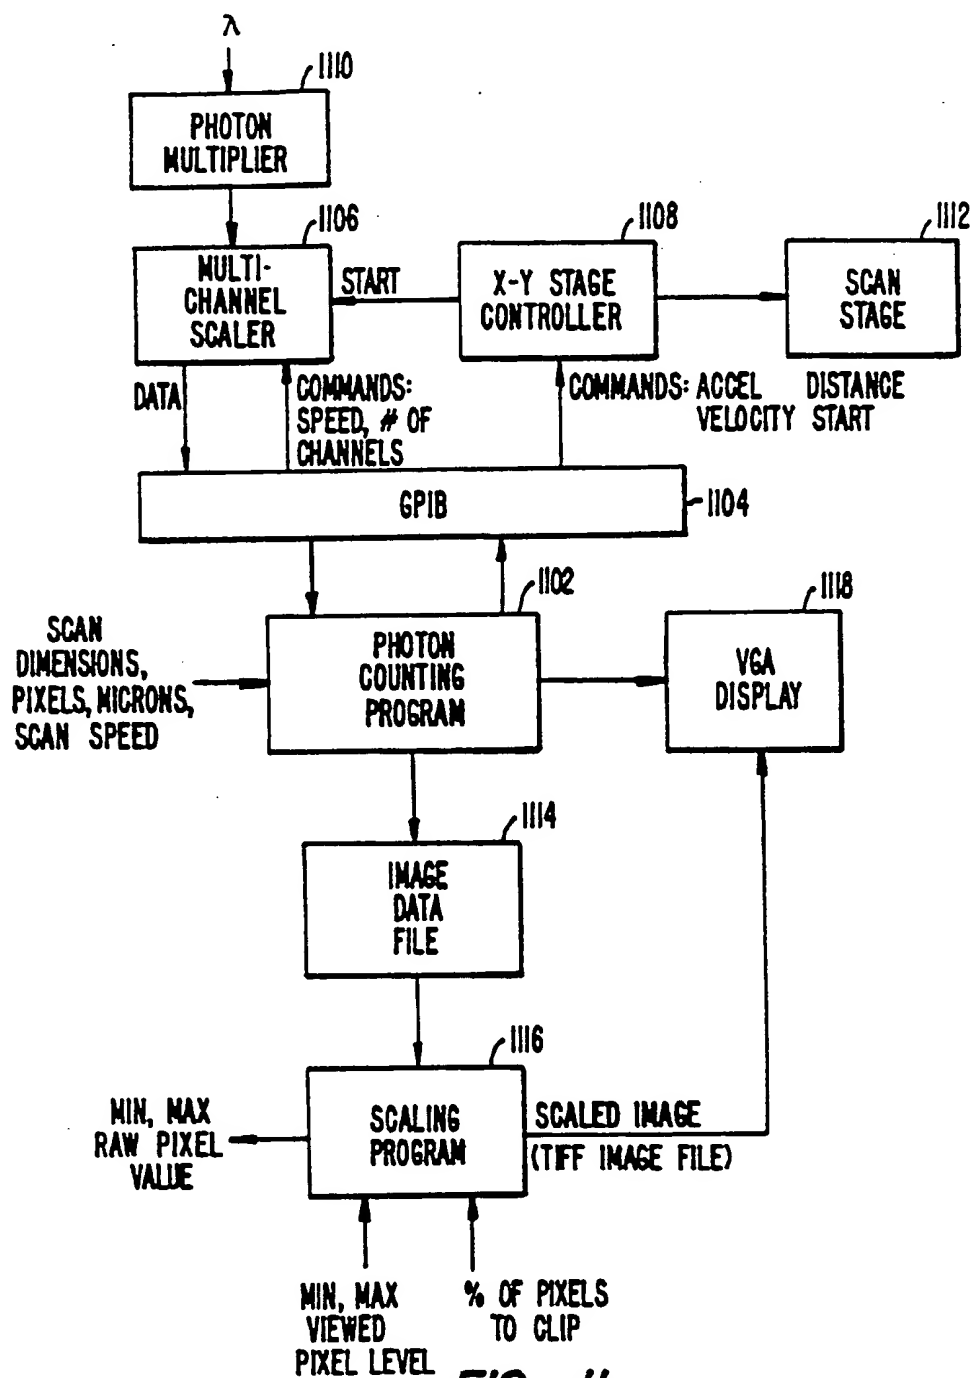 λ
1110
PHOTON
MULTIPLIER
1106
MULTI-
CHANNEL
SCALER
START
1108
X-Y STAGE
CONTROLLER
1112
SCAN
STAGE
DATA
COMMANDS:
SPEED, # OF
CHANNELS
COMMANDS: ACCEL DISTANCE
VELOCITY START
GPIB
1104
1102
SCAN
DIMENSIONS,
PIXELS, MICRONS,
SCAN SPEED
PHOTON
COUNTING
PROGRAM
1118
VGA
DISPLAY
1114
IMAGE
DATA
FILE
1116
MIN, MAX
RAW PIXEL
VALUE
SCALING
PROGRAM
SCALED IMAGE
(TIFF IMAGE FILE)
MIN, MAX
VIEWED
PIXEL LEVEL
% OF PIXELS
TO CLIP